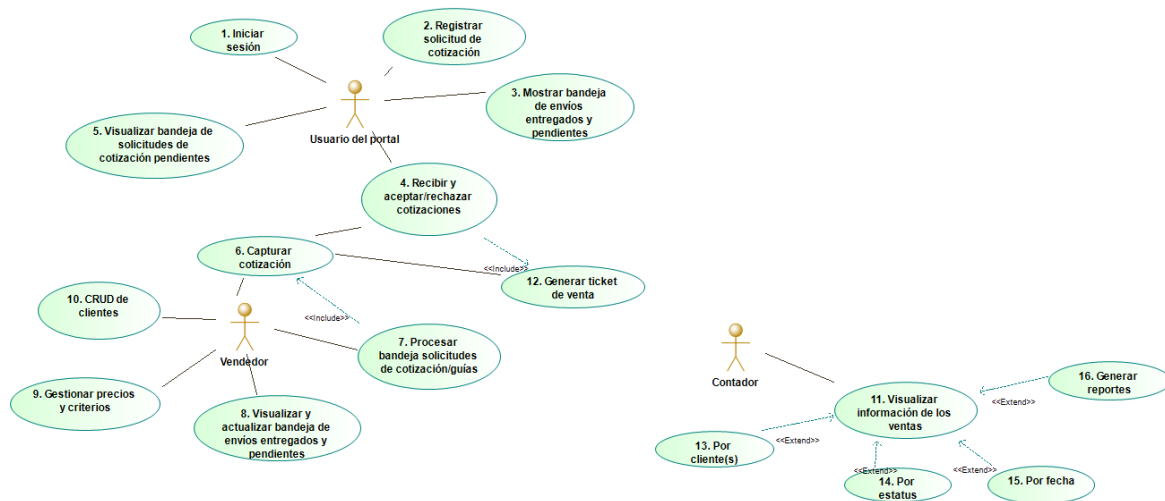 1. Iniciar
sesión
2. Registrar
solicitud de
cotización
3. Mostrar bandeja
de envíos
entregados y
pendientes
5. Visualizar bandeja de
solicitudes de
cotización pendientes
Usuario del portal
4. Recibir y
aceptar/rechazar
cotizaciones
6. Capturar
cotización
<<Include>>
12. Generar ticket
de venta
10. CRUD de
clientes
<<Include>>
Vendedor
7. Procesar
bandeja solicitudes
de cotización/guías
9. Gestionar precios
y criterios
8. Visualizar y
actualizar bandeja de
envíos entregados y
pendientes
Contador
16. Generar
reportes
<<Extend>>
11. Visualizar
información de los
ventas
13. Por
cliente(s)
<<Extend>>
<<Extend>>
14. Por
estatus
<<Extend>>
15. Por fecha